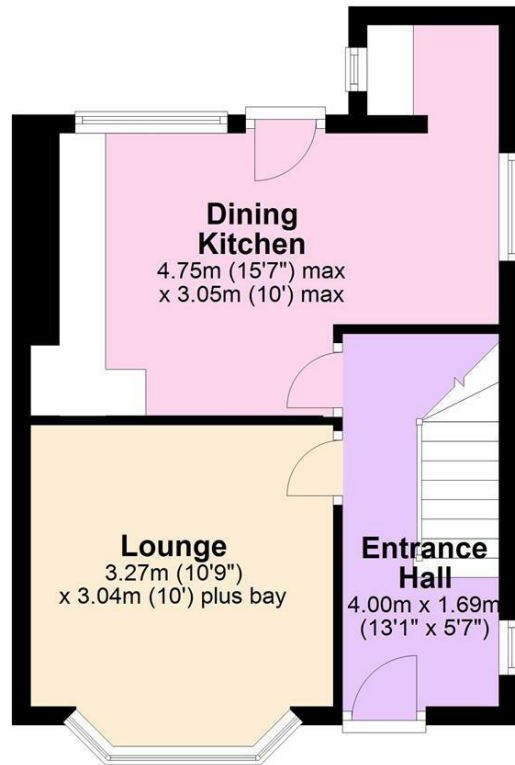 Dining
Kitchen
4.75m (15'7") max
x 3.05m (10') max
Lounge
3.27m (10'9")
x 3.04m (10') plus bay
Entrance
Hall
4.00m x 1.69m
(13'1" x 5'7")